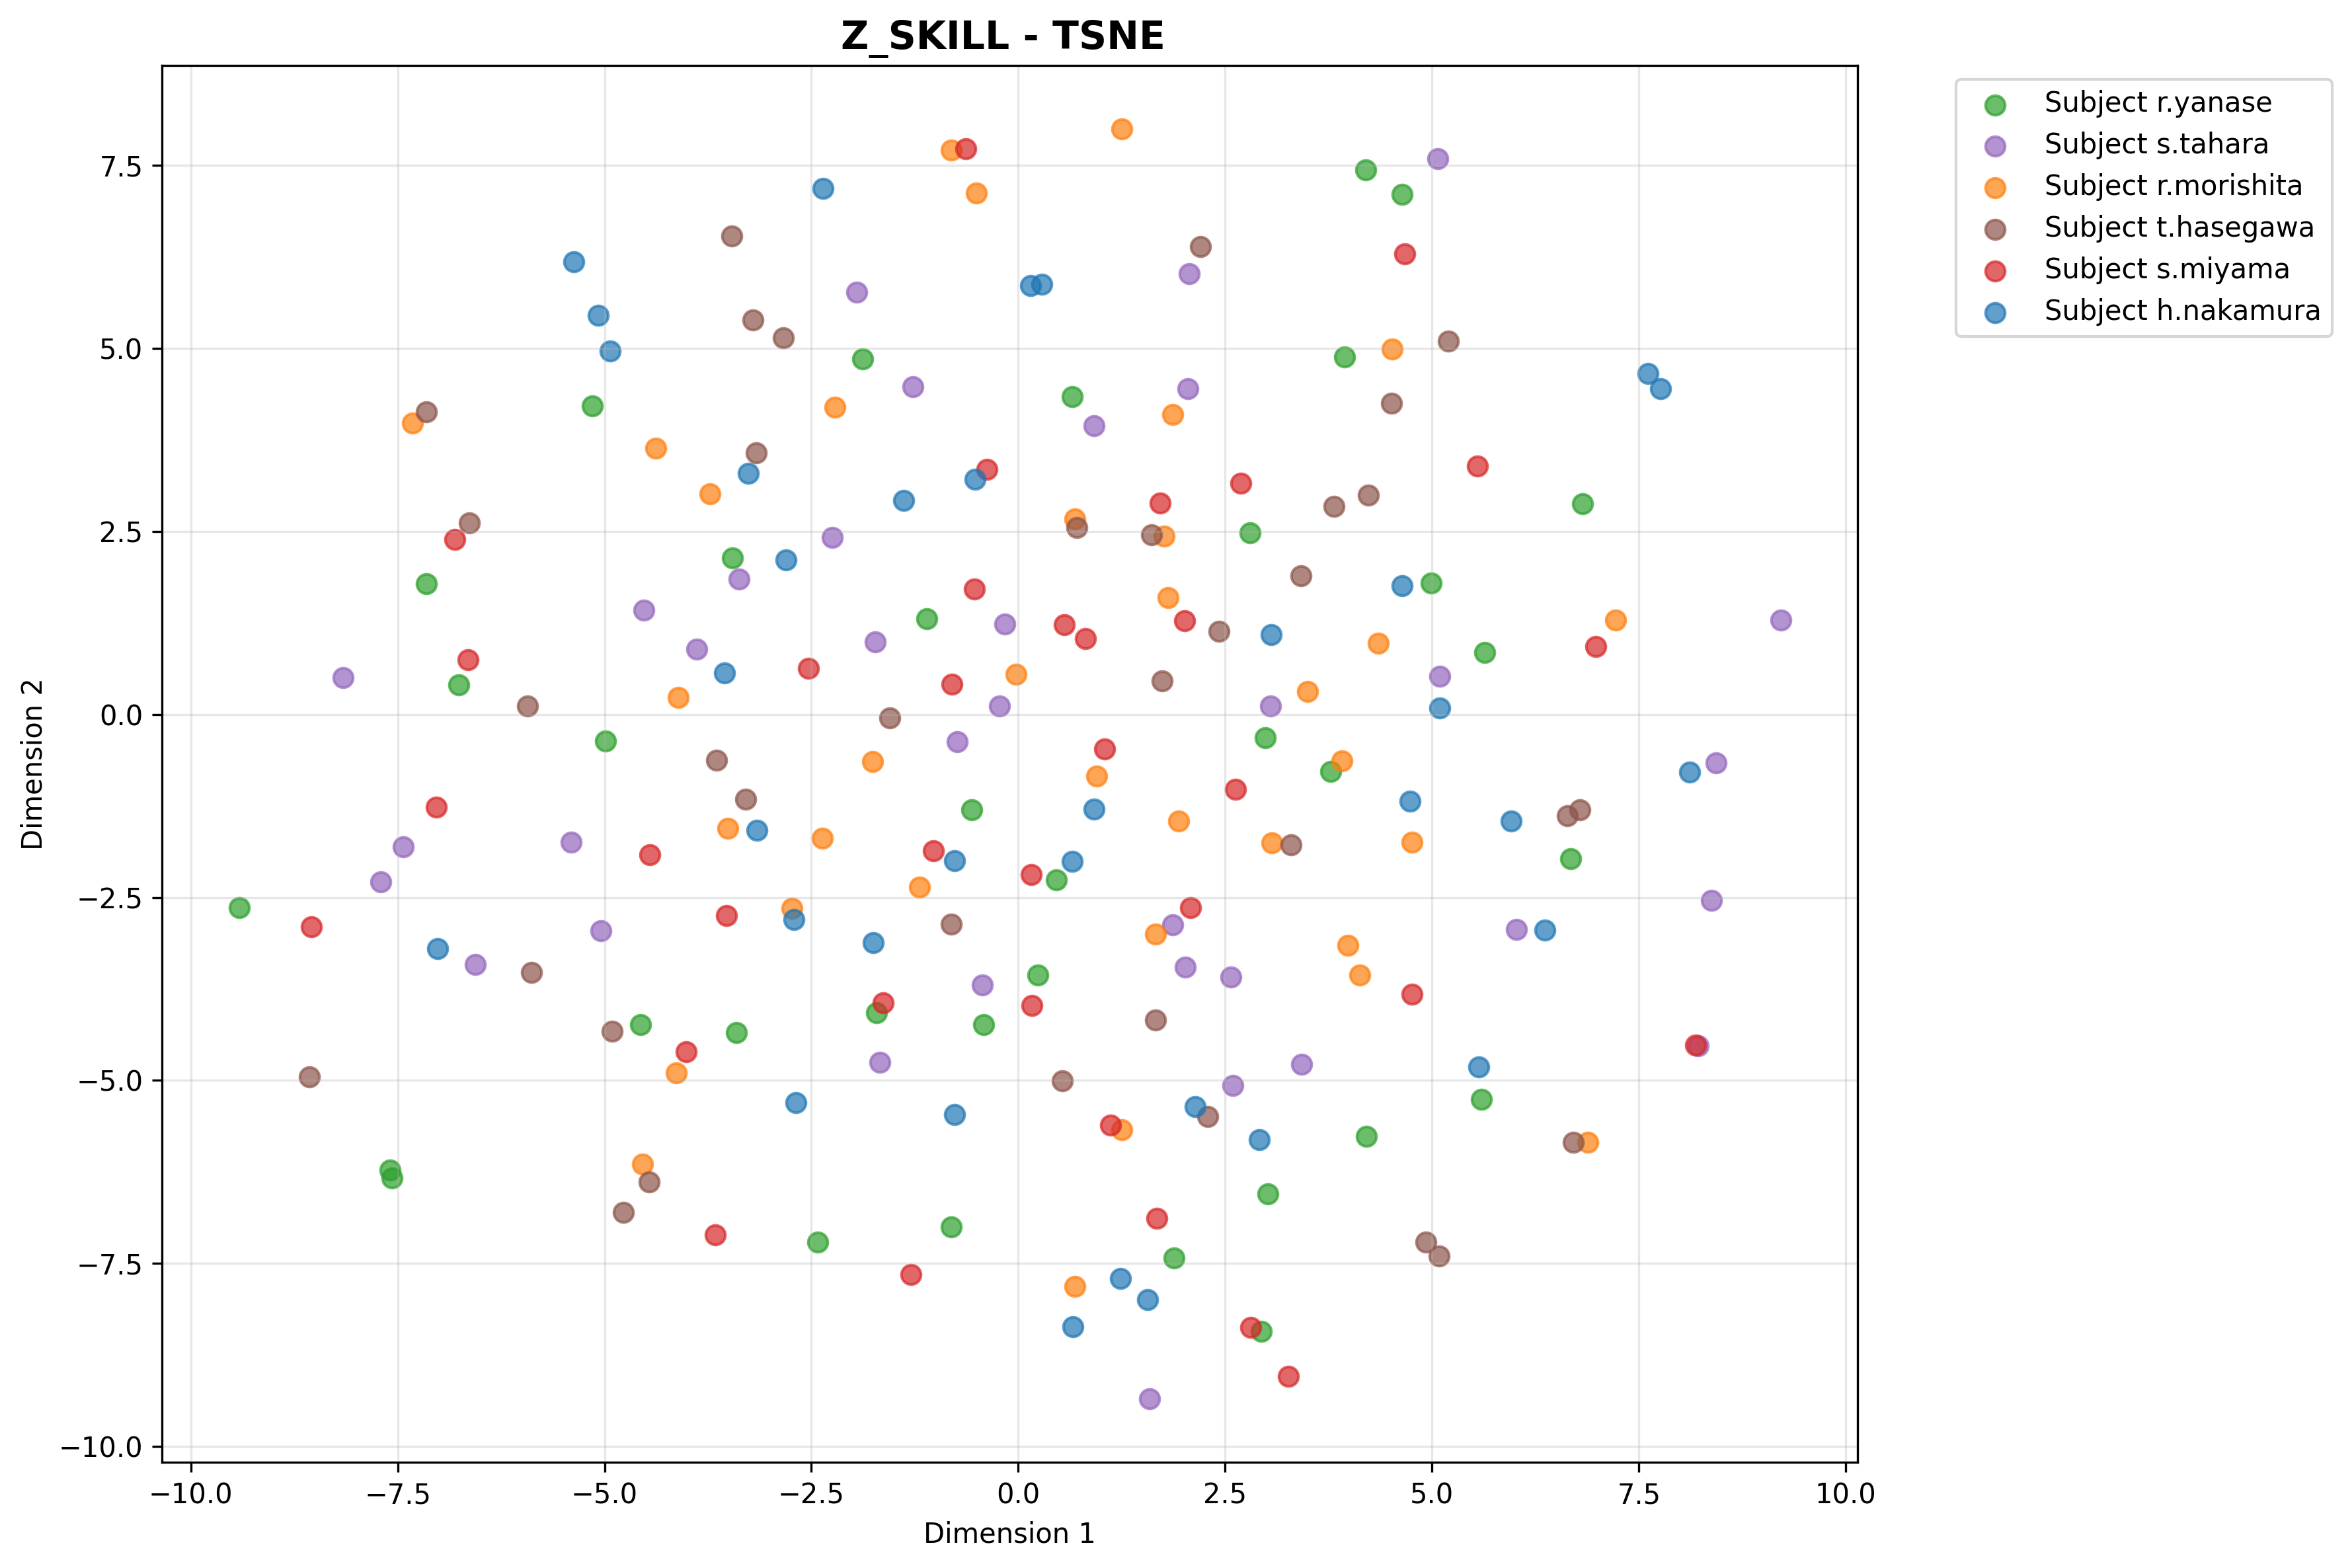 Z_SKILL - TSNE
Subject r.yanase
Subject s.tahara
Subject r.morishita
Subject t.hasegawa
Subject s.miyama
Subject h.nakamura
7.5
5.0
2.5
0.0
−2.5
−5.0
−7.5
−10.0
Dimension 2
−10.0 −7.5 −5.0 −2.5 0.0 2.5 5.0 7.5 10.0
Dimension 1